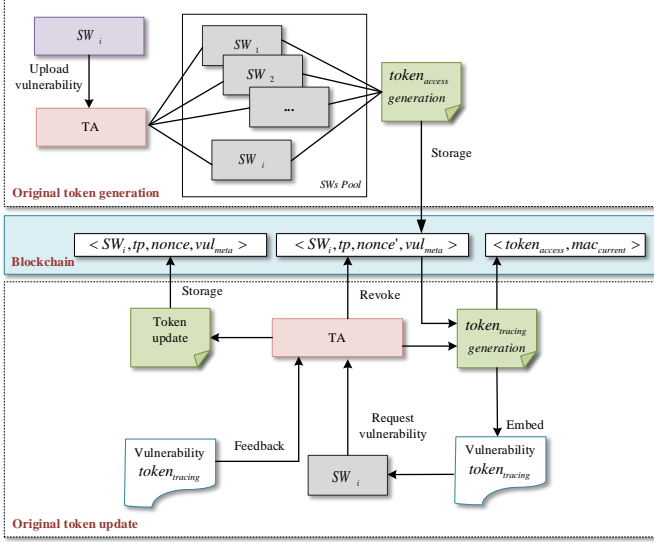 SW i
Upload
vulnerability
TA
SW 1
SW 2
...
SW i
SWs Pool
token access
generation
Storage
Original token generation
< SW i, tp, nonce, vul meta >
< SW i, tp, nonce', vul meta >
< token access, mac current >
Blockchain
Storage
Revoke
Token
update
TA
token tracing
generation
Request
vulnerability
Embed
Feedback
Vulnerability
token tracing
SW i
Vulnerability
token tracing
Original token update